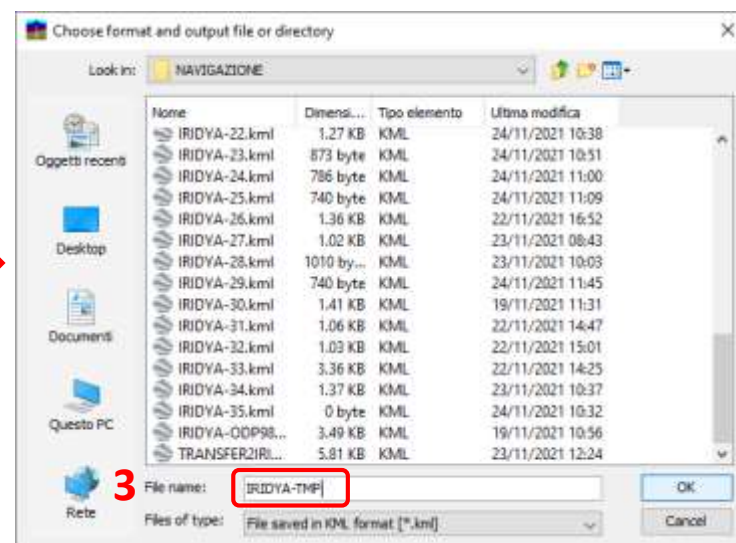 Choose format and output file or directory
Look in: NAVIGAZIONE
Nome Dimensi... Tipo elemento Ultima modifica
IRIDYA-22.kml 1.27 KB KML 24/11/2021 10:38
IRIDYA-23.kml 873 byte KML 24/11/2021 10:51
IRIDYA-24.kml 786 byte KML 24/11/2021 11:00
IRIDYA-25.kml 740 byte KML 24/11/2021 11:09
IRIDYA-26.kml 1.36 KB KML 22/11/2021 16:52
IRIDYA-27.kml 1.02 KB KML 23/11/2021 08:43
IRIDYA-28.kml 1010 by... KML 23/11/2021 10:03
IRIDYA-29.kml 740 byte KML 24/11/2021 11:45
IRIDYA-30.kml 1.41 KB KML 19/11/2021 11:31
IRIDYA-31.kml 1.06 KB KML 22/11/2021 14:47
IRIDYA-32.kml 1.03 KB KML 22/11/2021 15:01
IRIDYA-33.kml 3.36 KB KML 22/11/2021 14:25
IRIDYA-34.kml 1.37 KB KML 23/11/2021 10:37
IRIDYA-35.kml 0 byte KML 24/11/2021 10:32
IRIDYA-ODP98... 3.49 KB KML 19/11/2021 10:56
TRANSFER2IRI... 5.81 KB KML 23/11/2021 12:24
Oggetti recenti
Desktop
Documenti
Questo PC
Rete
3 File name: IRIDYA-TMP OK
Files of type: File saved in KML format [*.kml] Cancel